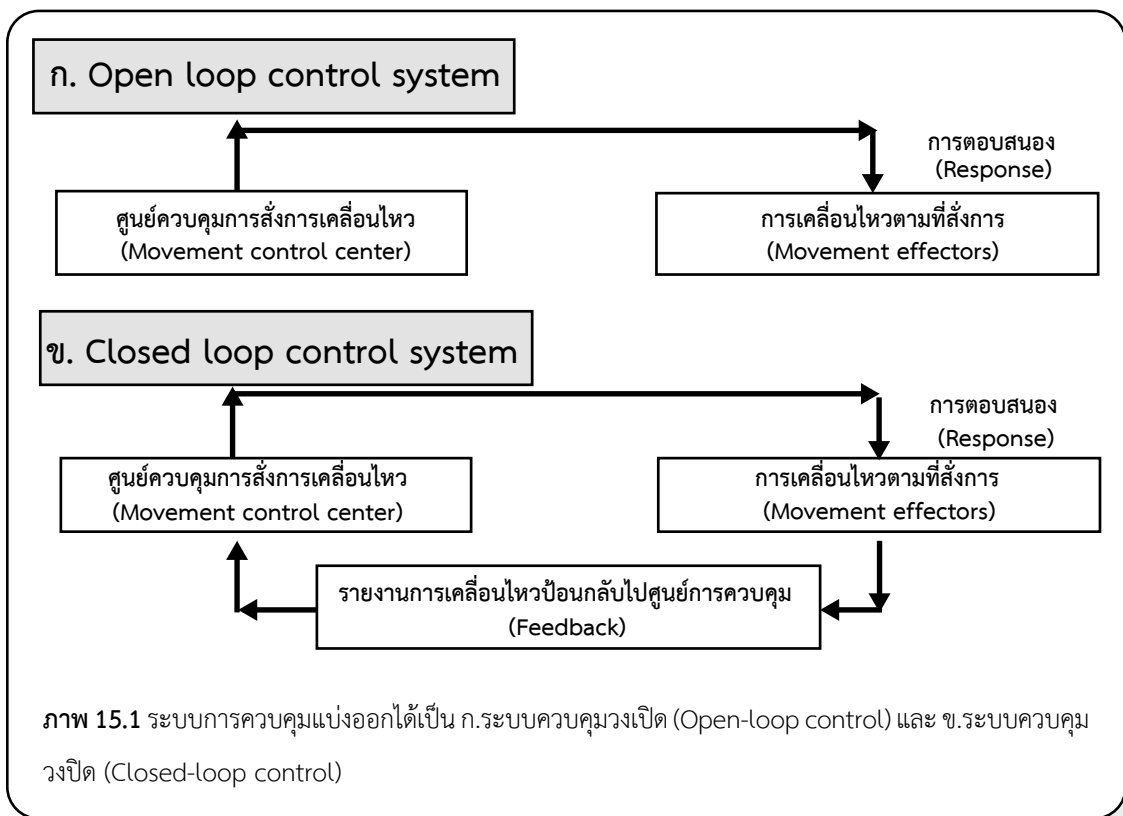 ก. Open loop control system
การตอบสนอง
(Response)
ศูนย์ควบคุมการสั่งการเคลื่อนไหว
(Movement control center)
การเคลื่อนไหวตามที่สั่งการ
(Movement effectors)
ข. Closed loop control system
การตอบสนอง
(Response)
ศูนย์ควบคุมการสั่งการเคลื่อนไหว
(Movement control center)
การเคลื่อนไหวตามที่สั่งการ
(Movement effectors)
รายงานการเคลื่อนไหวป้อนกลับไปศูนย์การควบคุม
(Feedback)
ภาพ 15.1 ระบบการควบคุมแบ่งออกได้เป็น ก.ระบบควบคุมวงเปิด (Open-loop control) และ ข.ระบบควบคุม
วงปิด (Closed-loop control)